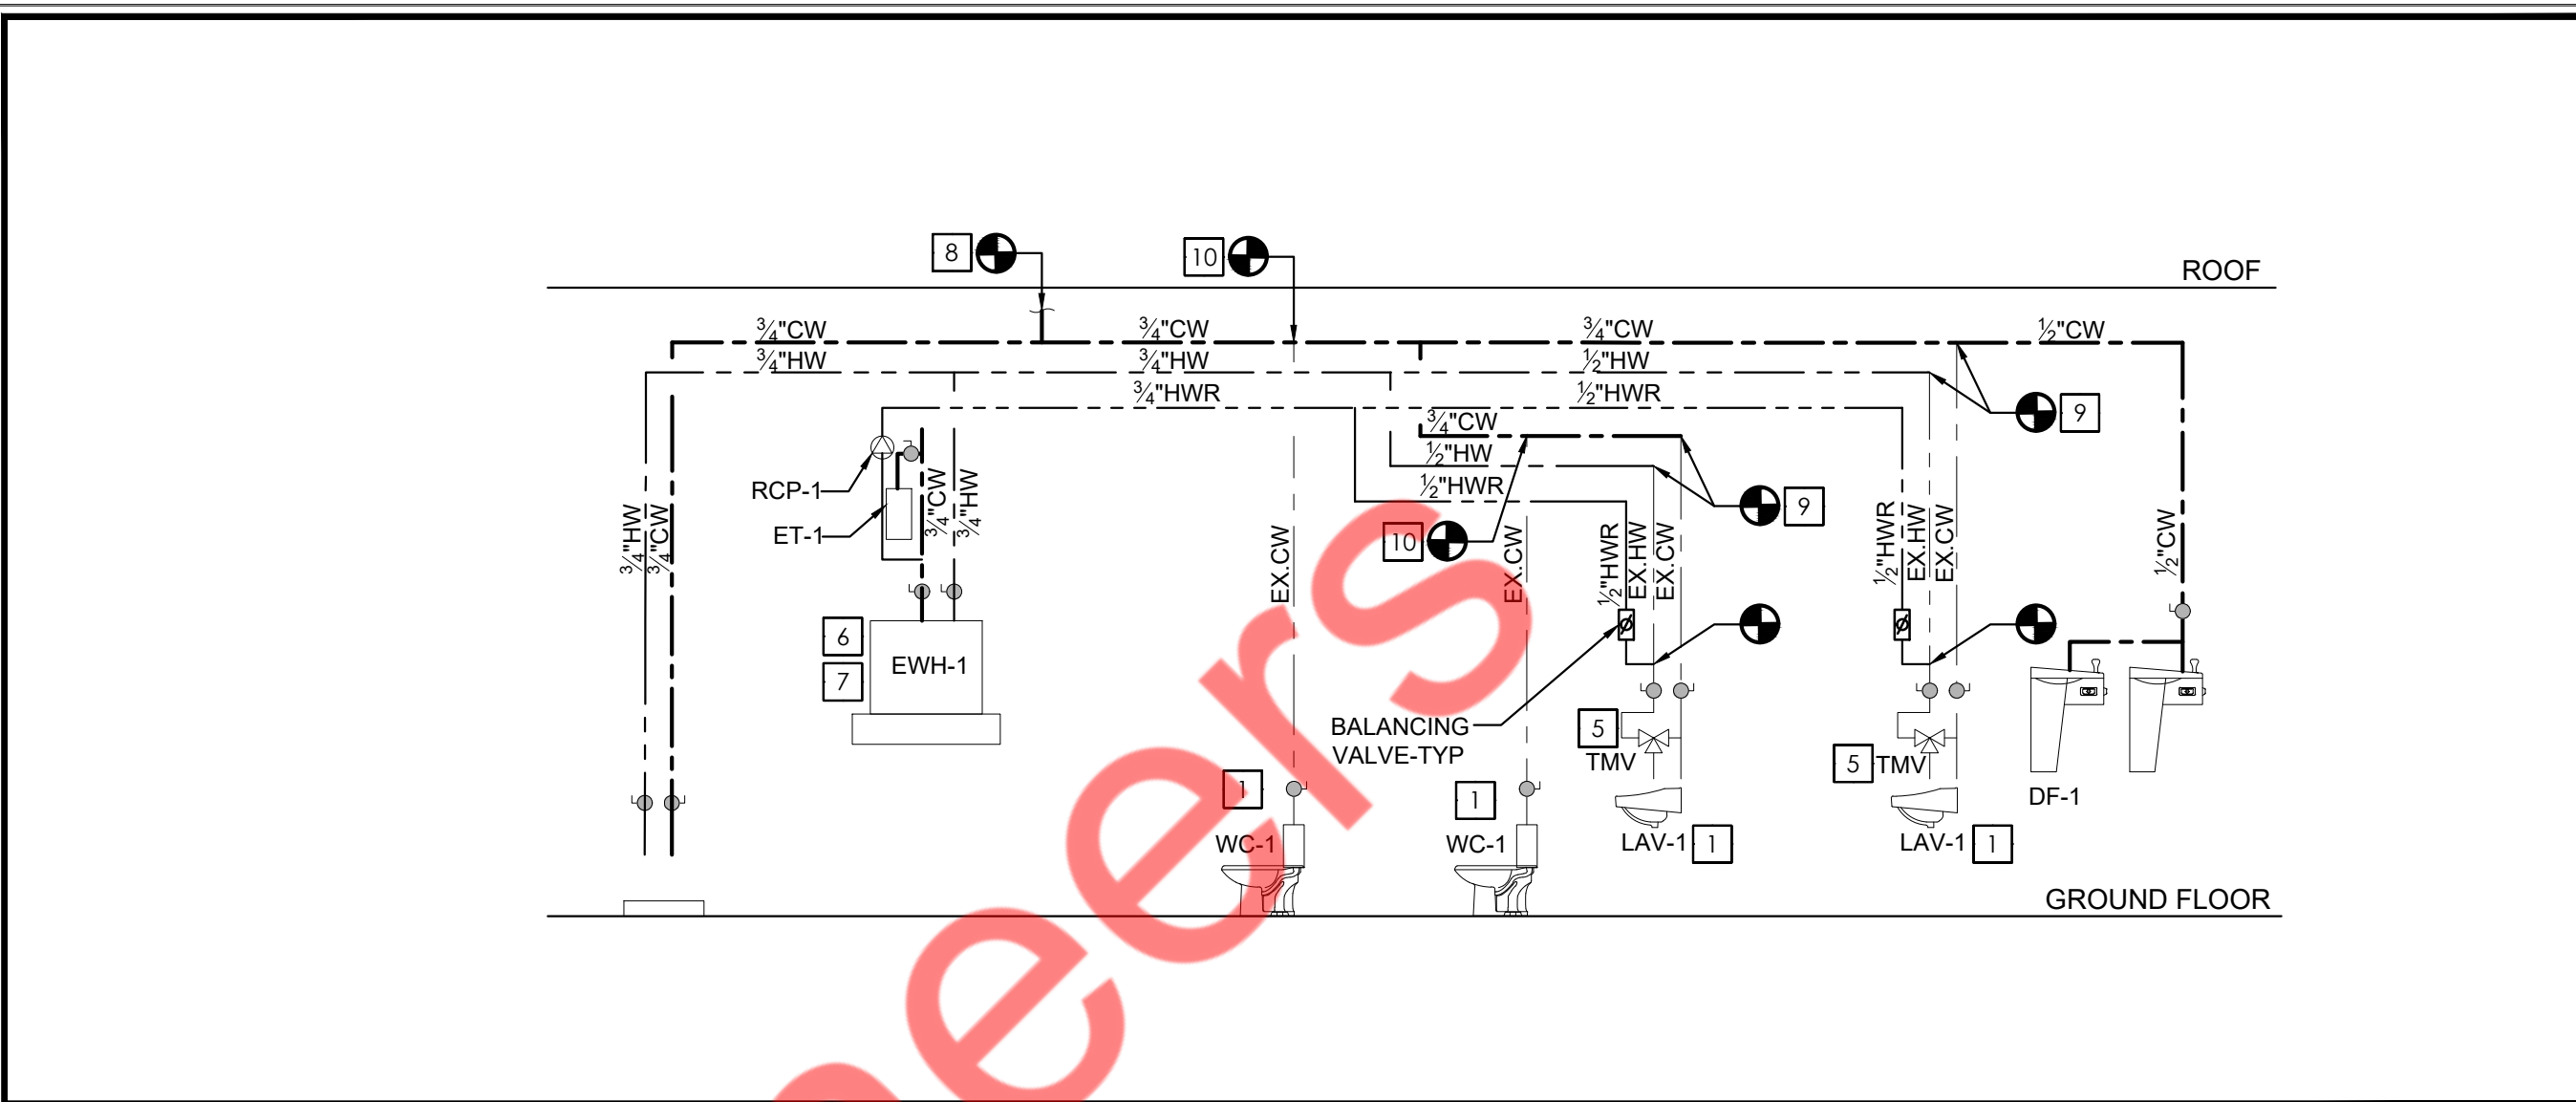 8
10
ROOF
3/4"CW
3/4"CW
3/4"CW
1/2"CW
3/4"HW
3/4"HW
1/2"HW
3/4"HWR
1/2"HWR
9
3/4"CW
1/2"HW
1/2"HWR
9
RCP-1
ET-1
3/4"CW
3/4"HW
3/4"HW
3/4"CW
10
EX.CW
EX.CW
1/2"HWR
EX.HW
EX.CW
1/2"HWR
EX.HW
EX.CW
1/2"CW
6
7
EWH-1
BALANCING
VALVE-TYP
5
TMV
5
TMV
1
1
DF-1
WC-1
WC-1
LAV-1
1
LAV-1
1
GROUND FLOOR
eers